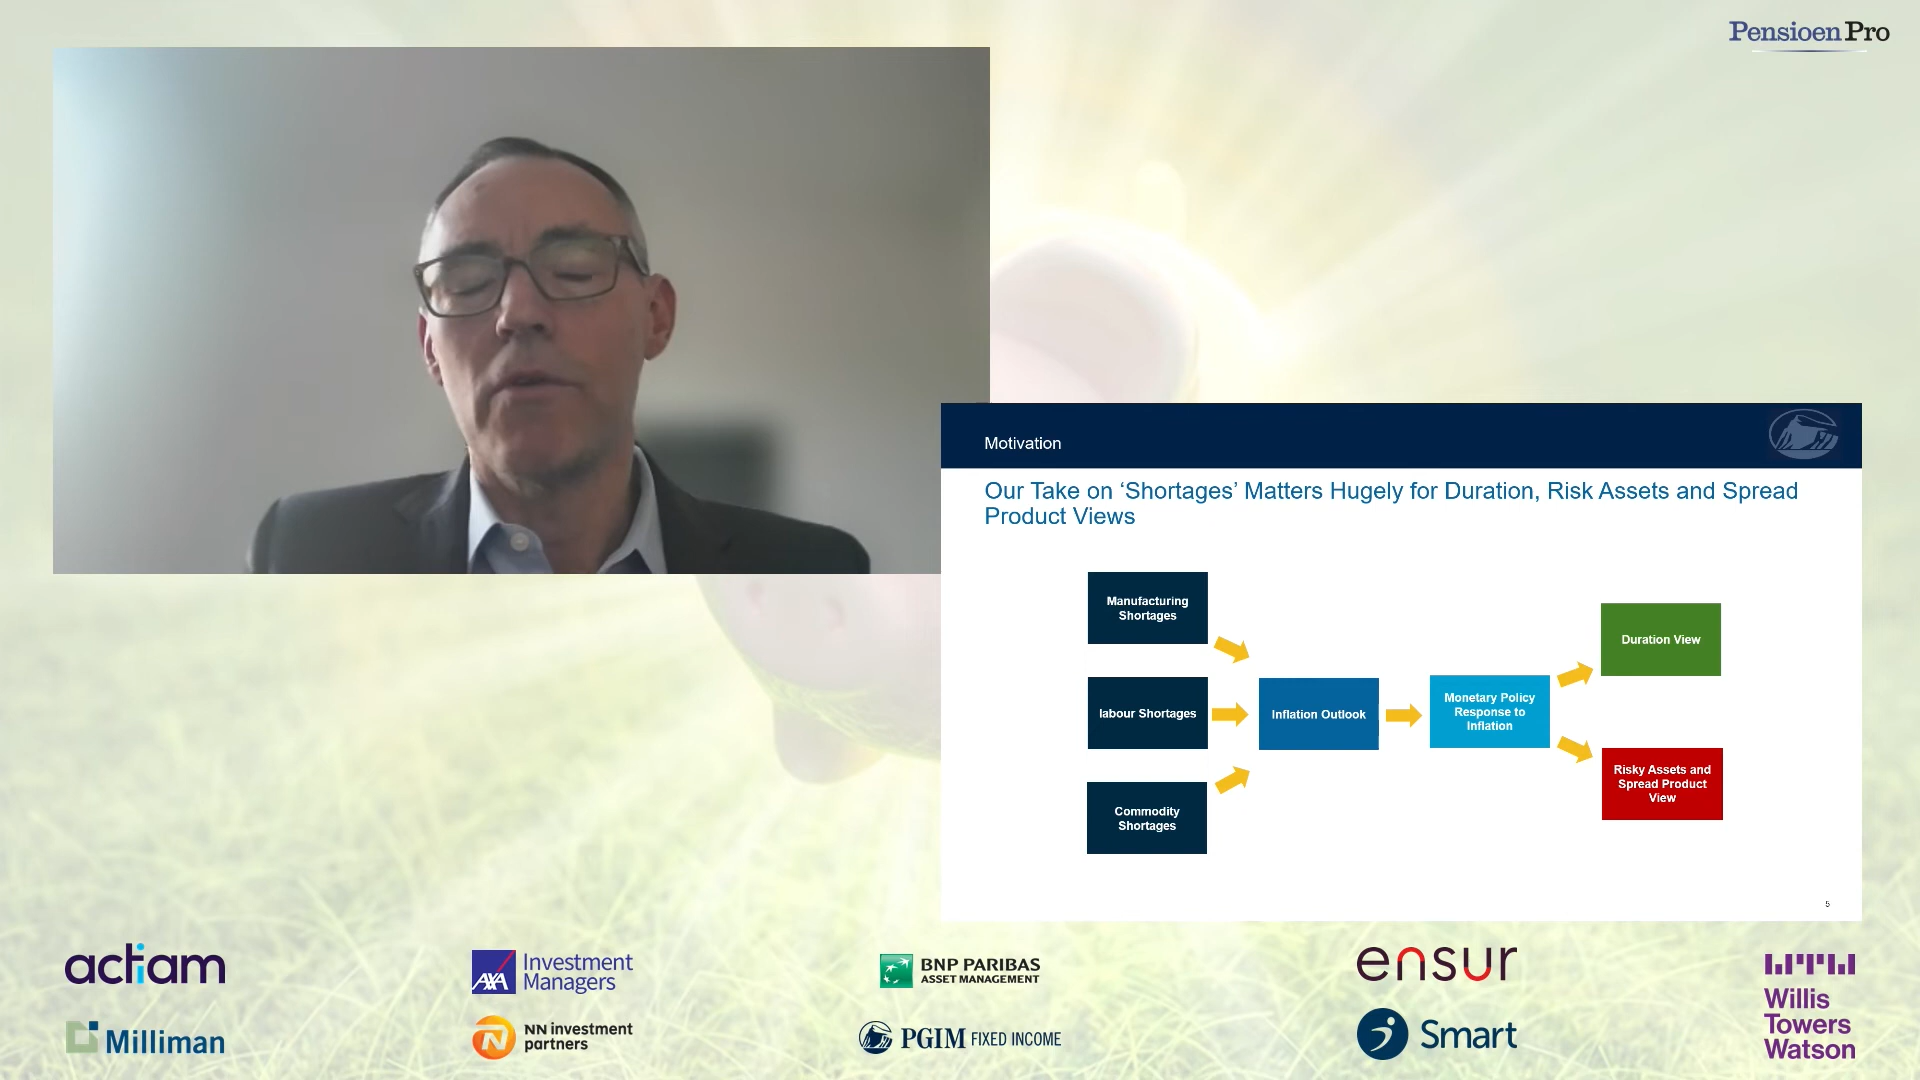 PensioenPro
Motivation
Our Take on ‘Shortages’ Matters Hugely for Duration, Risk Assets and Spread
Product Views
Manufacturing
Shortages
labour Shortages
Commodity
Shortages
Inflation Outlook
Monetary Policy
Response to
Inflation
Duration View
Risky Assets and
Spread Product
View
5
actiam
AXA
Investment
Managers
BNP PARIBAS
ASSET MANAGEMENT
ensur
WTW
Willis
Towers
Watson
Milliman
NN investment
partners
PGIM FIXED INCOME
Smart